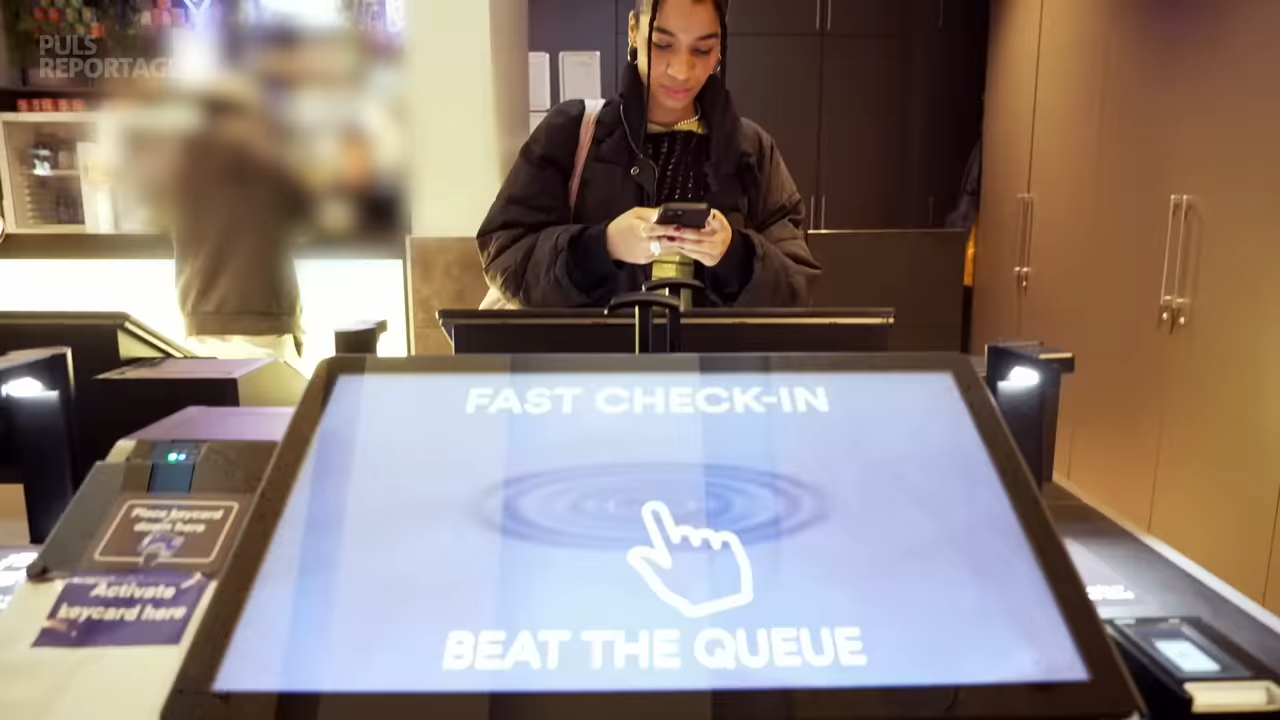 PULS
REPORTAGE
FAST CHECK-IN
BEAT THE QUEUE
Place keycard
down here
Activate
keycard here